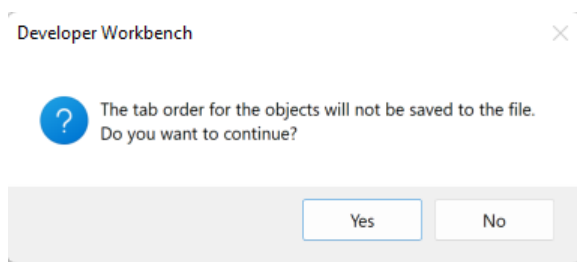 Developer Workbench
The tab order for the objects will not be saved to the file.
Do you want to continue?
Yes
No